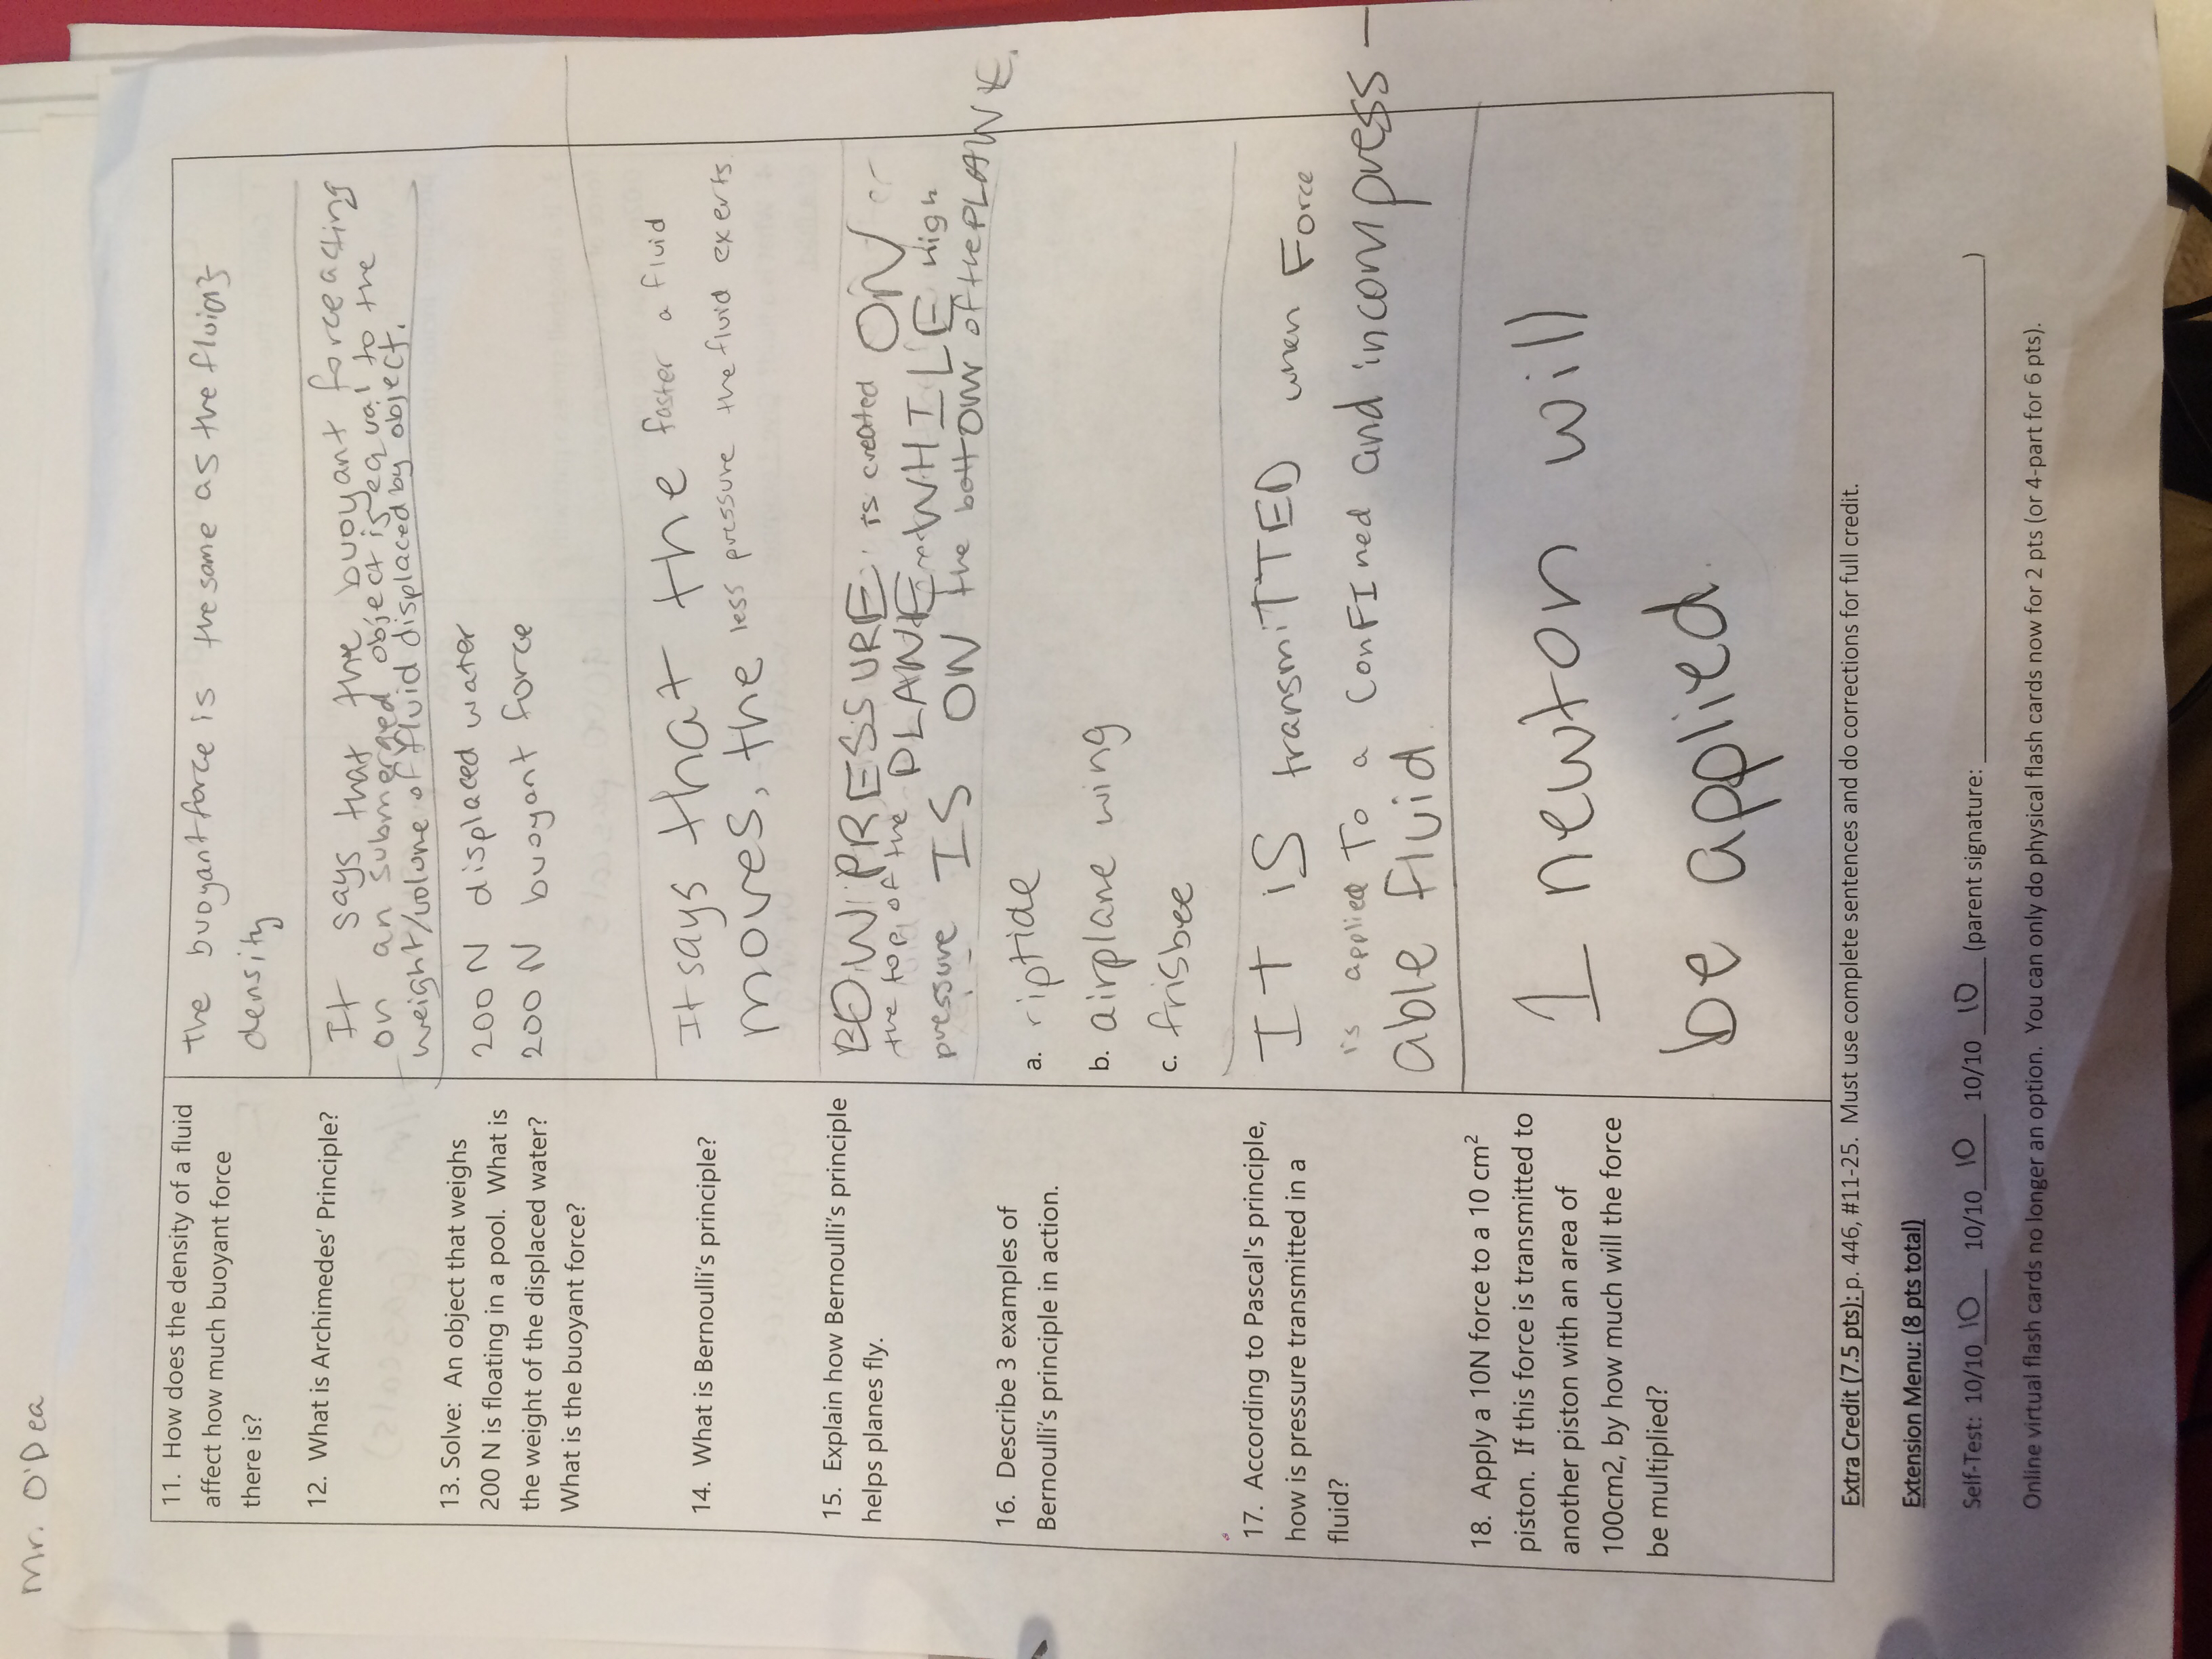 Mr. O'Dea
11. How does the density of a fluid
affect how much buoyant force
there is?
the buoyant force is the same as the fluids
density
12. What is Archimedes' Principle?
It says that the buoyant force acting
on an submerged object is equal to the
weight/volume of fluid displaced by object.
13. Solve: An object that weighs
200 N is floating in a pool. What is
the weight of the displaced water?
What is the buoyant force?
200 N displaced water
200 N buoyant force
14. What is Bernoulli's principle?
It says that the faster a fluid
moves, the less pressure the fluid exerts
15. Explain how Bernoulli's principle
helps planes fly.
PRESSURE is created ON
the top of the PLANE WHILE high
pressure IS ON the bottom of the PLANE.
16. Describe 3 examples of
Bernoulli's principle in action.
a. riptide
b. airplane wing
c. frisbee
17. According to Pascal's principle,
how is pressure transmitted in a
fluid?
IT iS transmiTTED when Force
is applied To a ConFIned and incompress-
able fluid.
18. Apply a 10N force to a 10 cm²
piston. If this force is transmitted to
another piston with an area of
100cm2, by how much will the force
be multiplied?
1 newton will
be applied.
Extra Credit (7.5 pts): p. 446, #11-25. Must use complete sentences and do corrections for full credit.
Extension Menu: (8 pts total)
Self-Test: 10/10 10 10/10 10 10/10 10 (parent signature: )
Online virtual flash cards no longer an option. You can only do physical flash cards now for 2 pts (or 4-part for 6 pts).